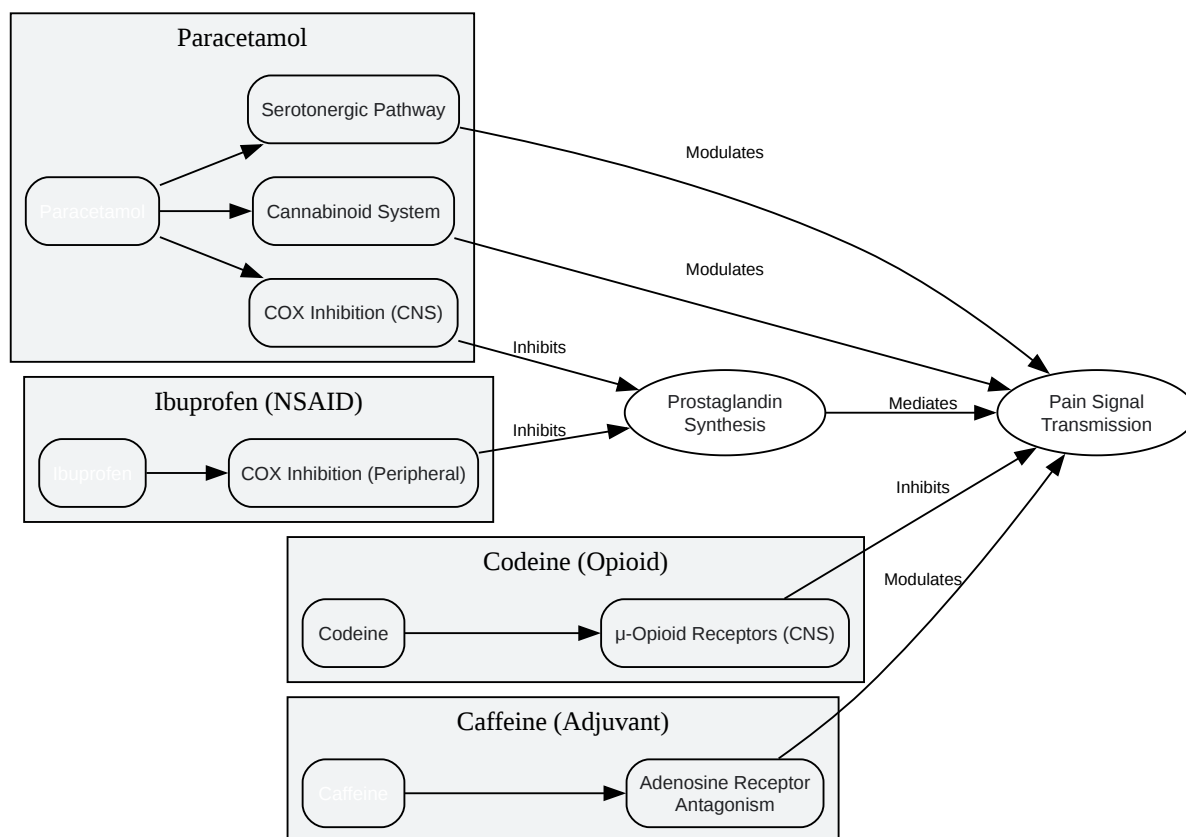 Paracetamol
Serotonergic Pathway
Modulates
Paracetamol
Cannabinoid System
Modulates
COX Inhibition (CNS)
Inhibits
Ibuprofen (NSAID)
Ibuprofen
COX Inhibition (Peripheral)
Inhibits
Prostaglandin
Synthesis
Mediates
Pain Signal
Transmission
Inhibits
Codeine (Opioid)
Codeine
μ-Opioid Receptors (CNS)
Modulates
Caffeine (Adjuvant)
Caffeine
Adenosine Receptor
Antagonism